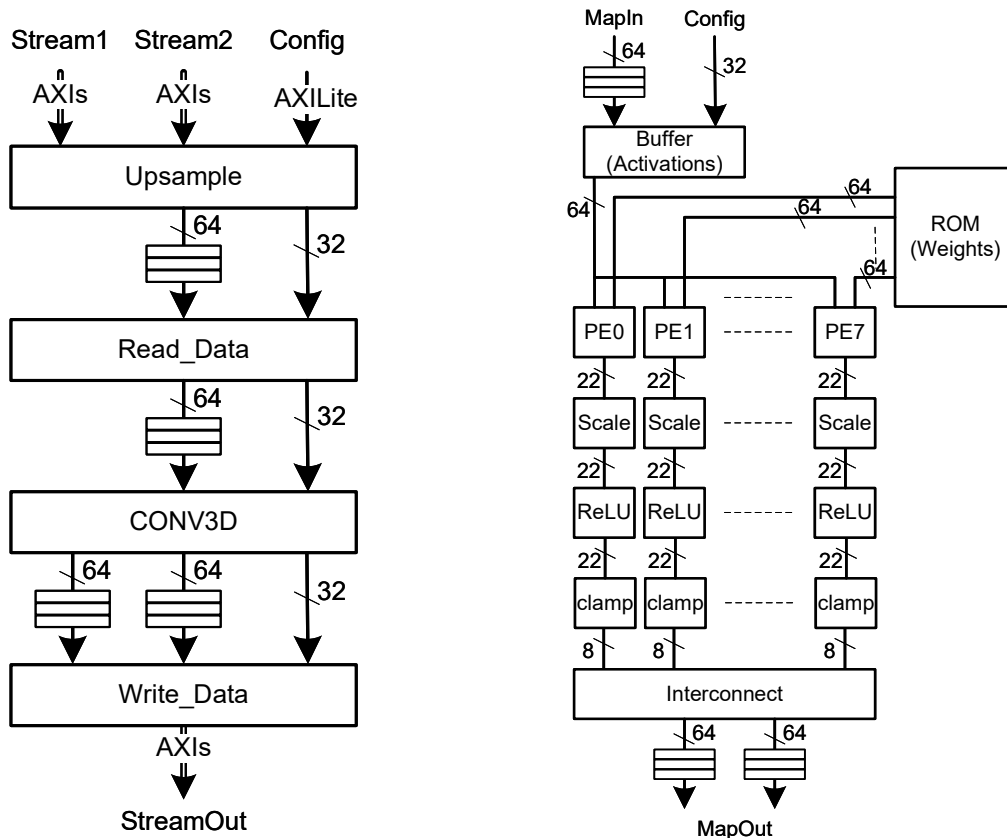 Stream1 Stream2 Config
AXIs AXIs AXILite
Upsample
64 32
Read_Data
64 32
CONV3D
64 64 32
Write_Data
AXIs
StreamOut
MapIn Config
64 32
Buffer
(Activations)
64 64 64 64
ROM
(Weights)
PE0 PE1 PE7
22 22 22
Scale Scale Scale
22 22 22
ReLU ReLU ReLU
22 22 22
clamp clamp clamp
8 8 8
Interconnect
64 64
MapOut